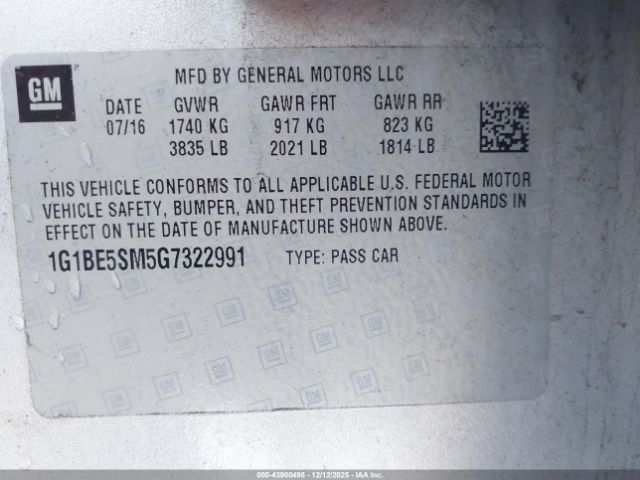 GM
MFD BY GENERAL MOTORS LLC
DATE GVWR GAWR FRT GAWR RR
07/16 1740 KG 917 KG 823 KG
3835 LB 2021 LB 1814 LB
THIS VEHICLE CONFORMS TO ALL APPLICABLE U.S. FEDERAL MOTOR
VEHICLE SAFETY, BUMPER, AND THEFT PREVENTION STANDARDS IN
EFFECT ON THE DATE OF MANUFACTURE SHOWN ABOVE.
1G1BE5SM5G7322991 TYPE: PASS CAR
000-43900498 - 12/12/2025 - IAA Inc.